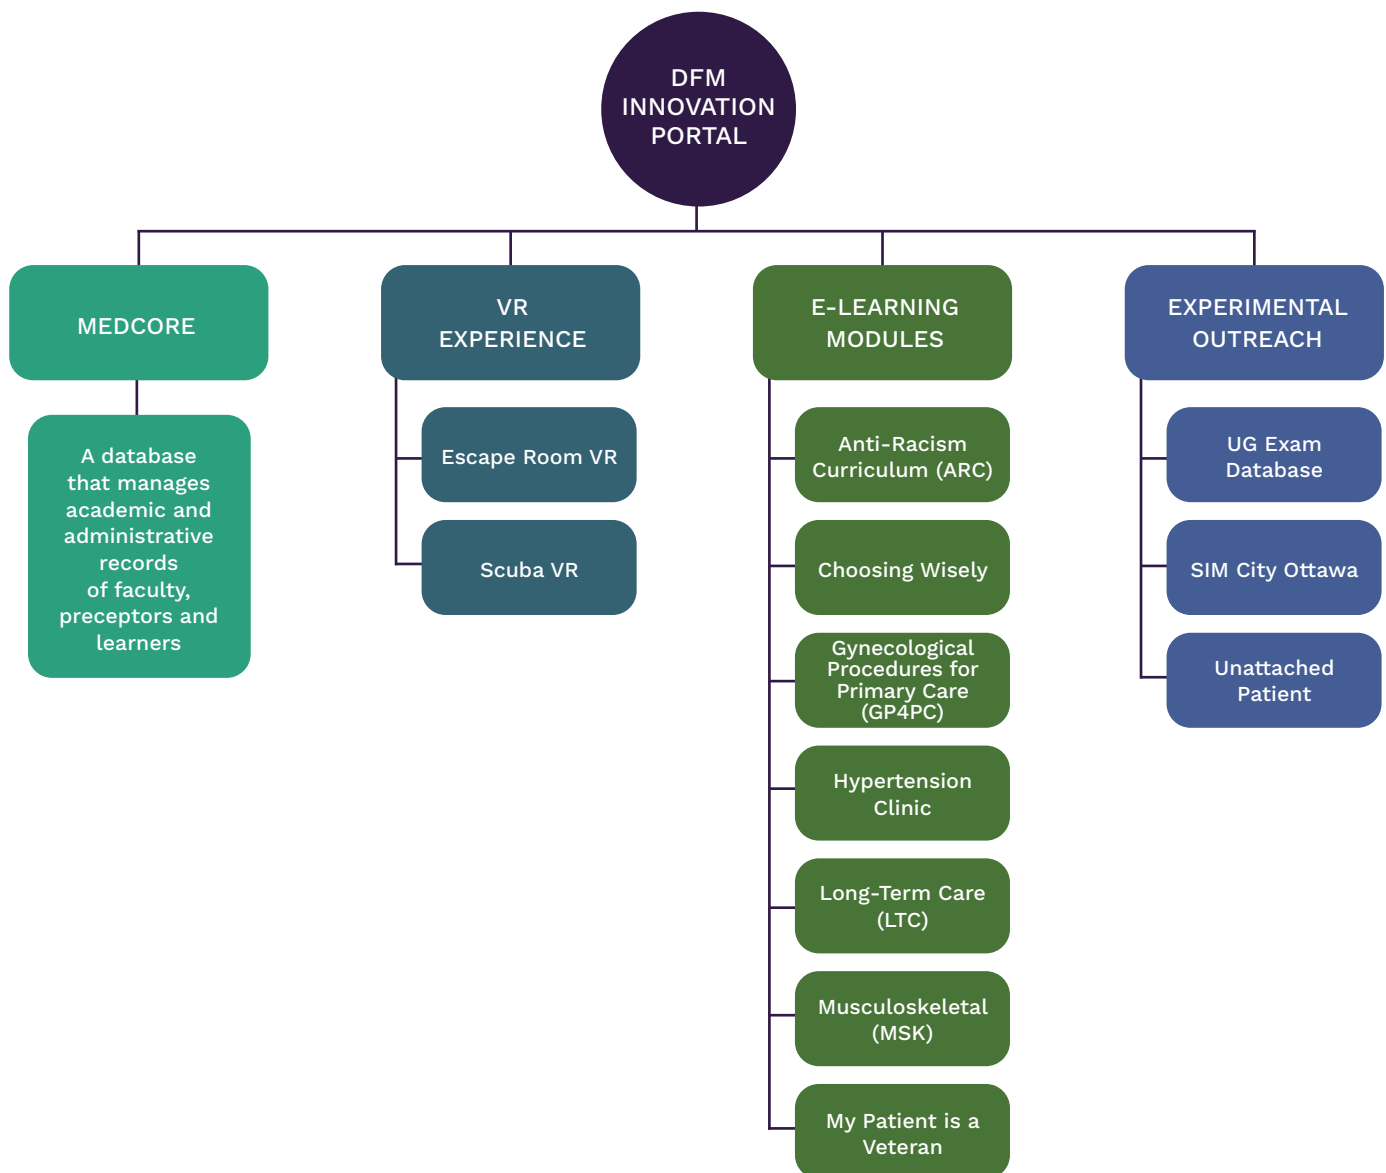 DFM
INNOVATION
PORTAL
MEDCORE
A database
that manages
academic and
administrative
records
of faculty,
preceptors and
learners
VR
EXPERIENCE
Escape Room VR
Scuba VR
E-LEARNING
MODULES
Anti-Racism
Curriculum (ARC)
Choosing Wisely
Gynecological
Procedures for
Primary Care
(GP4PC)
Hypertension
Clinic
Long-Term Care
(LTC)
Musculoskeletal
(MSK)
My Patient is a
Veteran
EXPERIMENTAL
OUTREACH
UG Exam
Database
SIM City Ottawa
Unattached
Patient